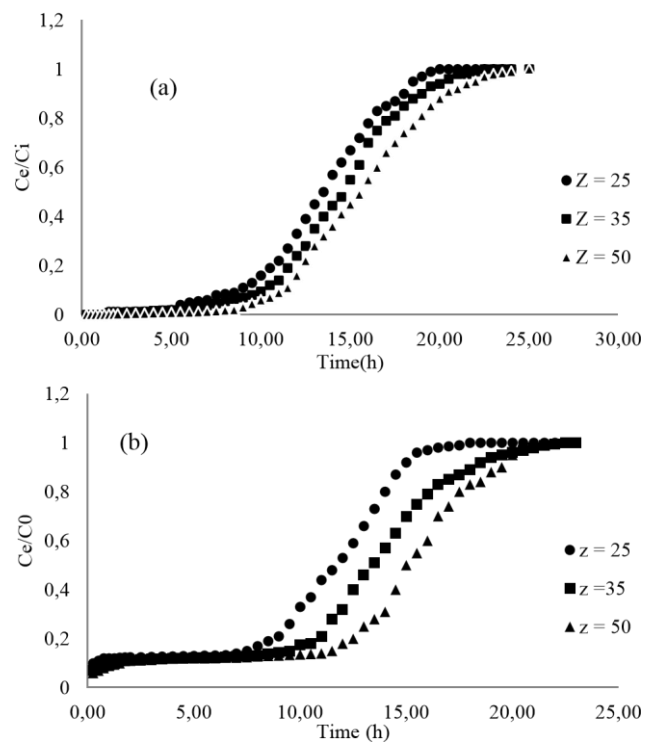 1,2
1
0,8
0,6
0,4
0,2
0
Ce/Ci
(a)
Z = 25
Z = 35
Z = 50
0,00 5,00 10,00 15,00 20,00 25,00 30,00
Time(h)
1,2
1
0,8
0,6
0,4
0,2
0
Ce/C0
(b)
z = 25
z =35
z = 50
0,00 5,00 10,00 15,00 20,00 25,00
Time (h)